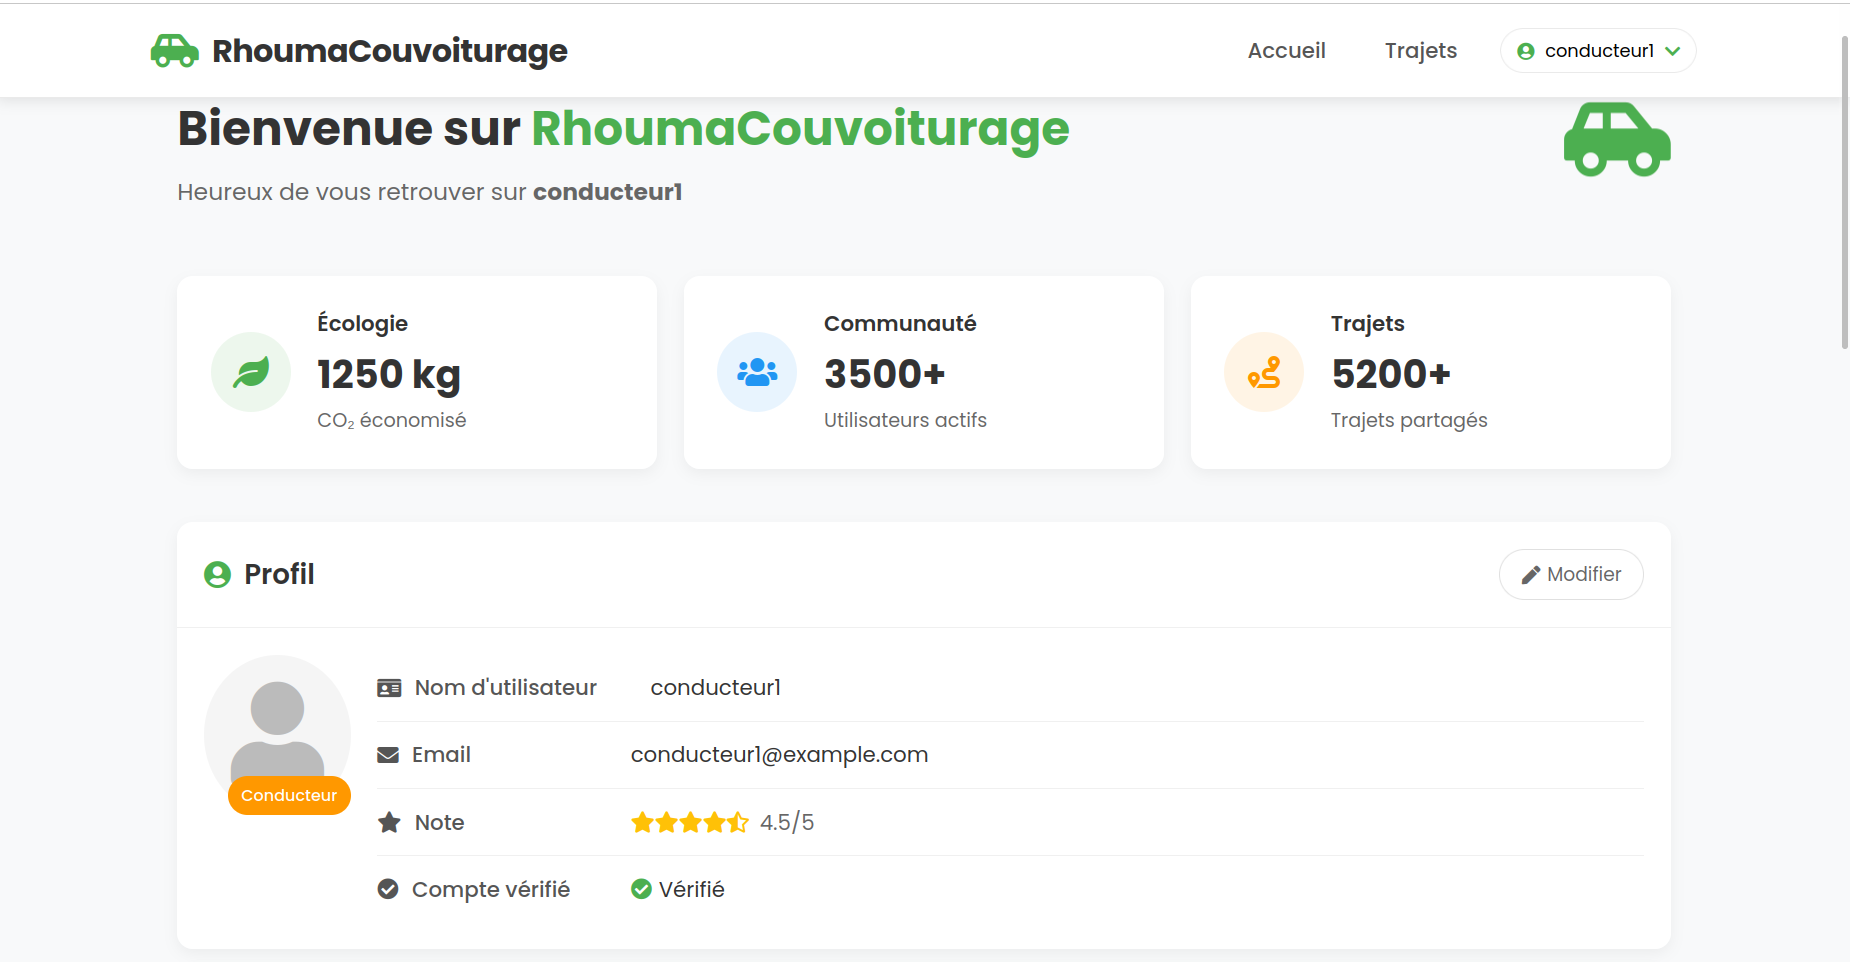 RhoumaCouvoiturage
Accueil
Trajets
conducteur1
Bienvenue sur RhoumaCouvoiturage
Heureux de vous retrouver sur conducteur1
Écologie
1250 kg
CO₂ économisé
Communauté
3500+
Utilisateurs actifs
Trajets
5200+
Trajets partagés
Profil
Modifier
Conducteur
Nom d'utilisateur conducteur1
Email conducteur1@example.com
Note 4.5/5
Compte vérifié Vérifié